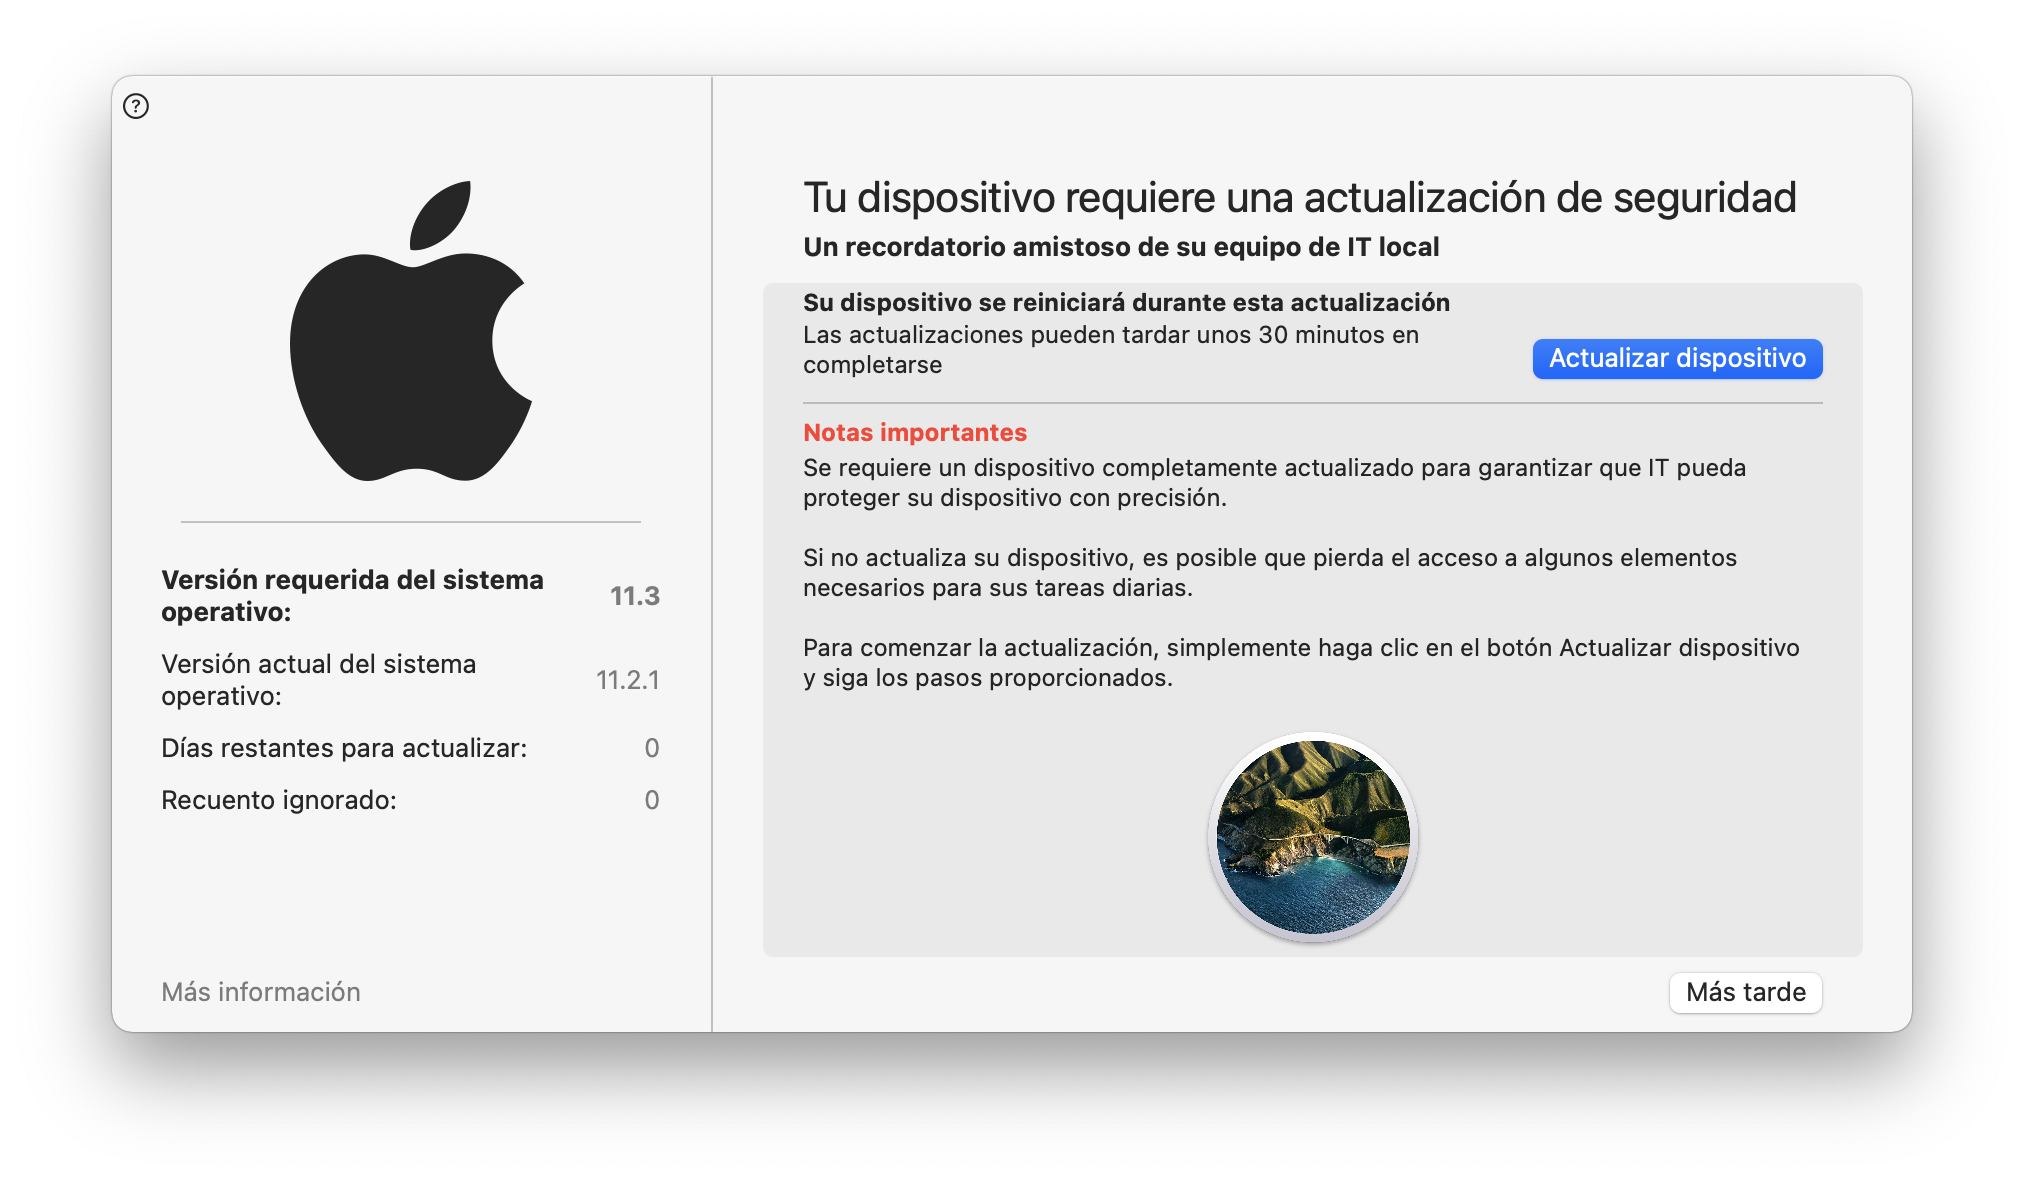 ?
Versión requerida del sistema
operativo:
11.3
Versión actual del sistema
operativo:
11.2.1
Días restantes para actualizar:
0
Recuento ignorado:
0
Más información
Tu dispositivo requiere una actualización de seguridad
Un recordatorio amistoso de su equipo de IT local
Su dispositivo se reiniciará durante esta actualización
Las actualizaciones pueden tardar unos 30 minutos en
completarse
Actualizar dispositivo
Notas importantes
Se requiere un dispositivo completamente actualizado para garantizar que IT pueda
proteger su dispositivo con precisión.
Si no actualiza su dispositivo, es posible que pierda el acceso a algunos elementos
necesarios para sus tareas diarias.
Para comenzar la actualización, simplemente haga clic en el botón Actualizar dispositivo
y siga los pasos proporcionados.
Más tarde